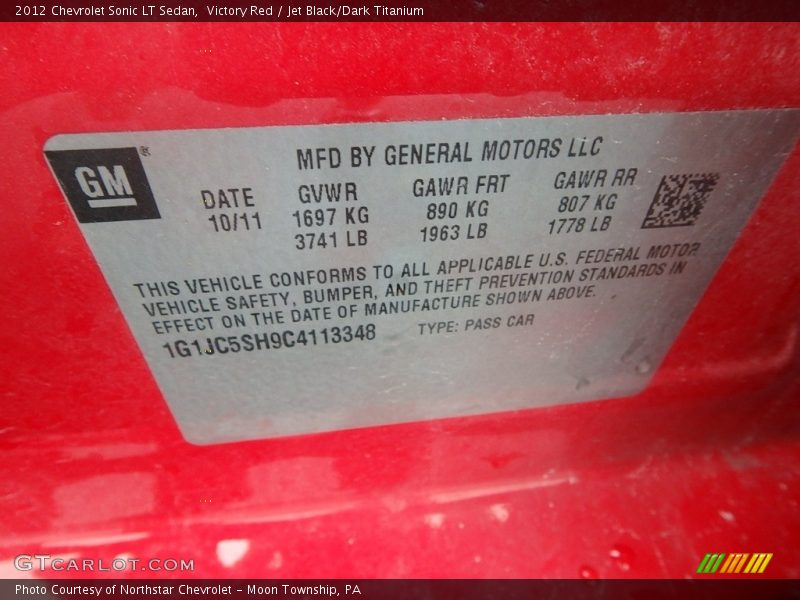 2012 Chevrolet Sonic LT Sedan, Victory Red / Jet Black/Dark Titanium
GM®
MFD BY GENERAL MOTORS LLC
DATE GVWR GAWR FRT GAWR RR
10/11 1697 KG 890 KG 807 KG
3741 LB 1963 LB 1778 LB
THIS VEHICLE CONFORMS TO ALL APPLICABLE U.S. FEDERAL MOTOR
VEHICLE SAFETY, BUMPER, AND THEFT PREVENTION STANDARDS IN
EFFECT ON THE DATE OF MANUFACTURE SHOWN ABOVE.
1G1JC5SH9C4113348 TYPE: PASS CAR
GTCARLOT.COM
Photo Courtesy of Northstar Chevrolet - Moon Township, PA